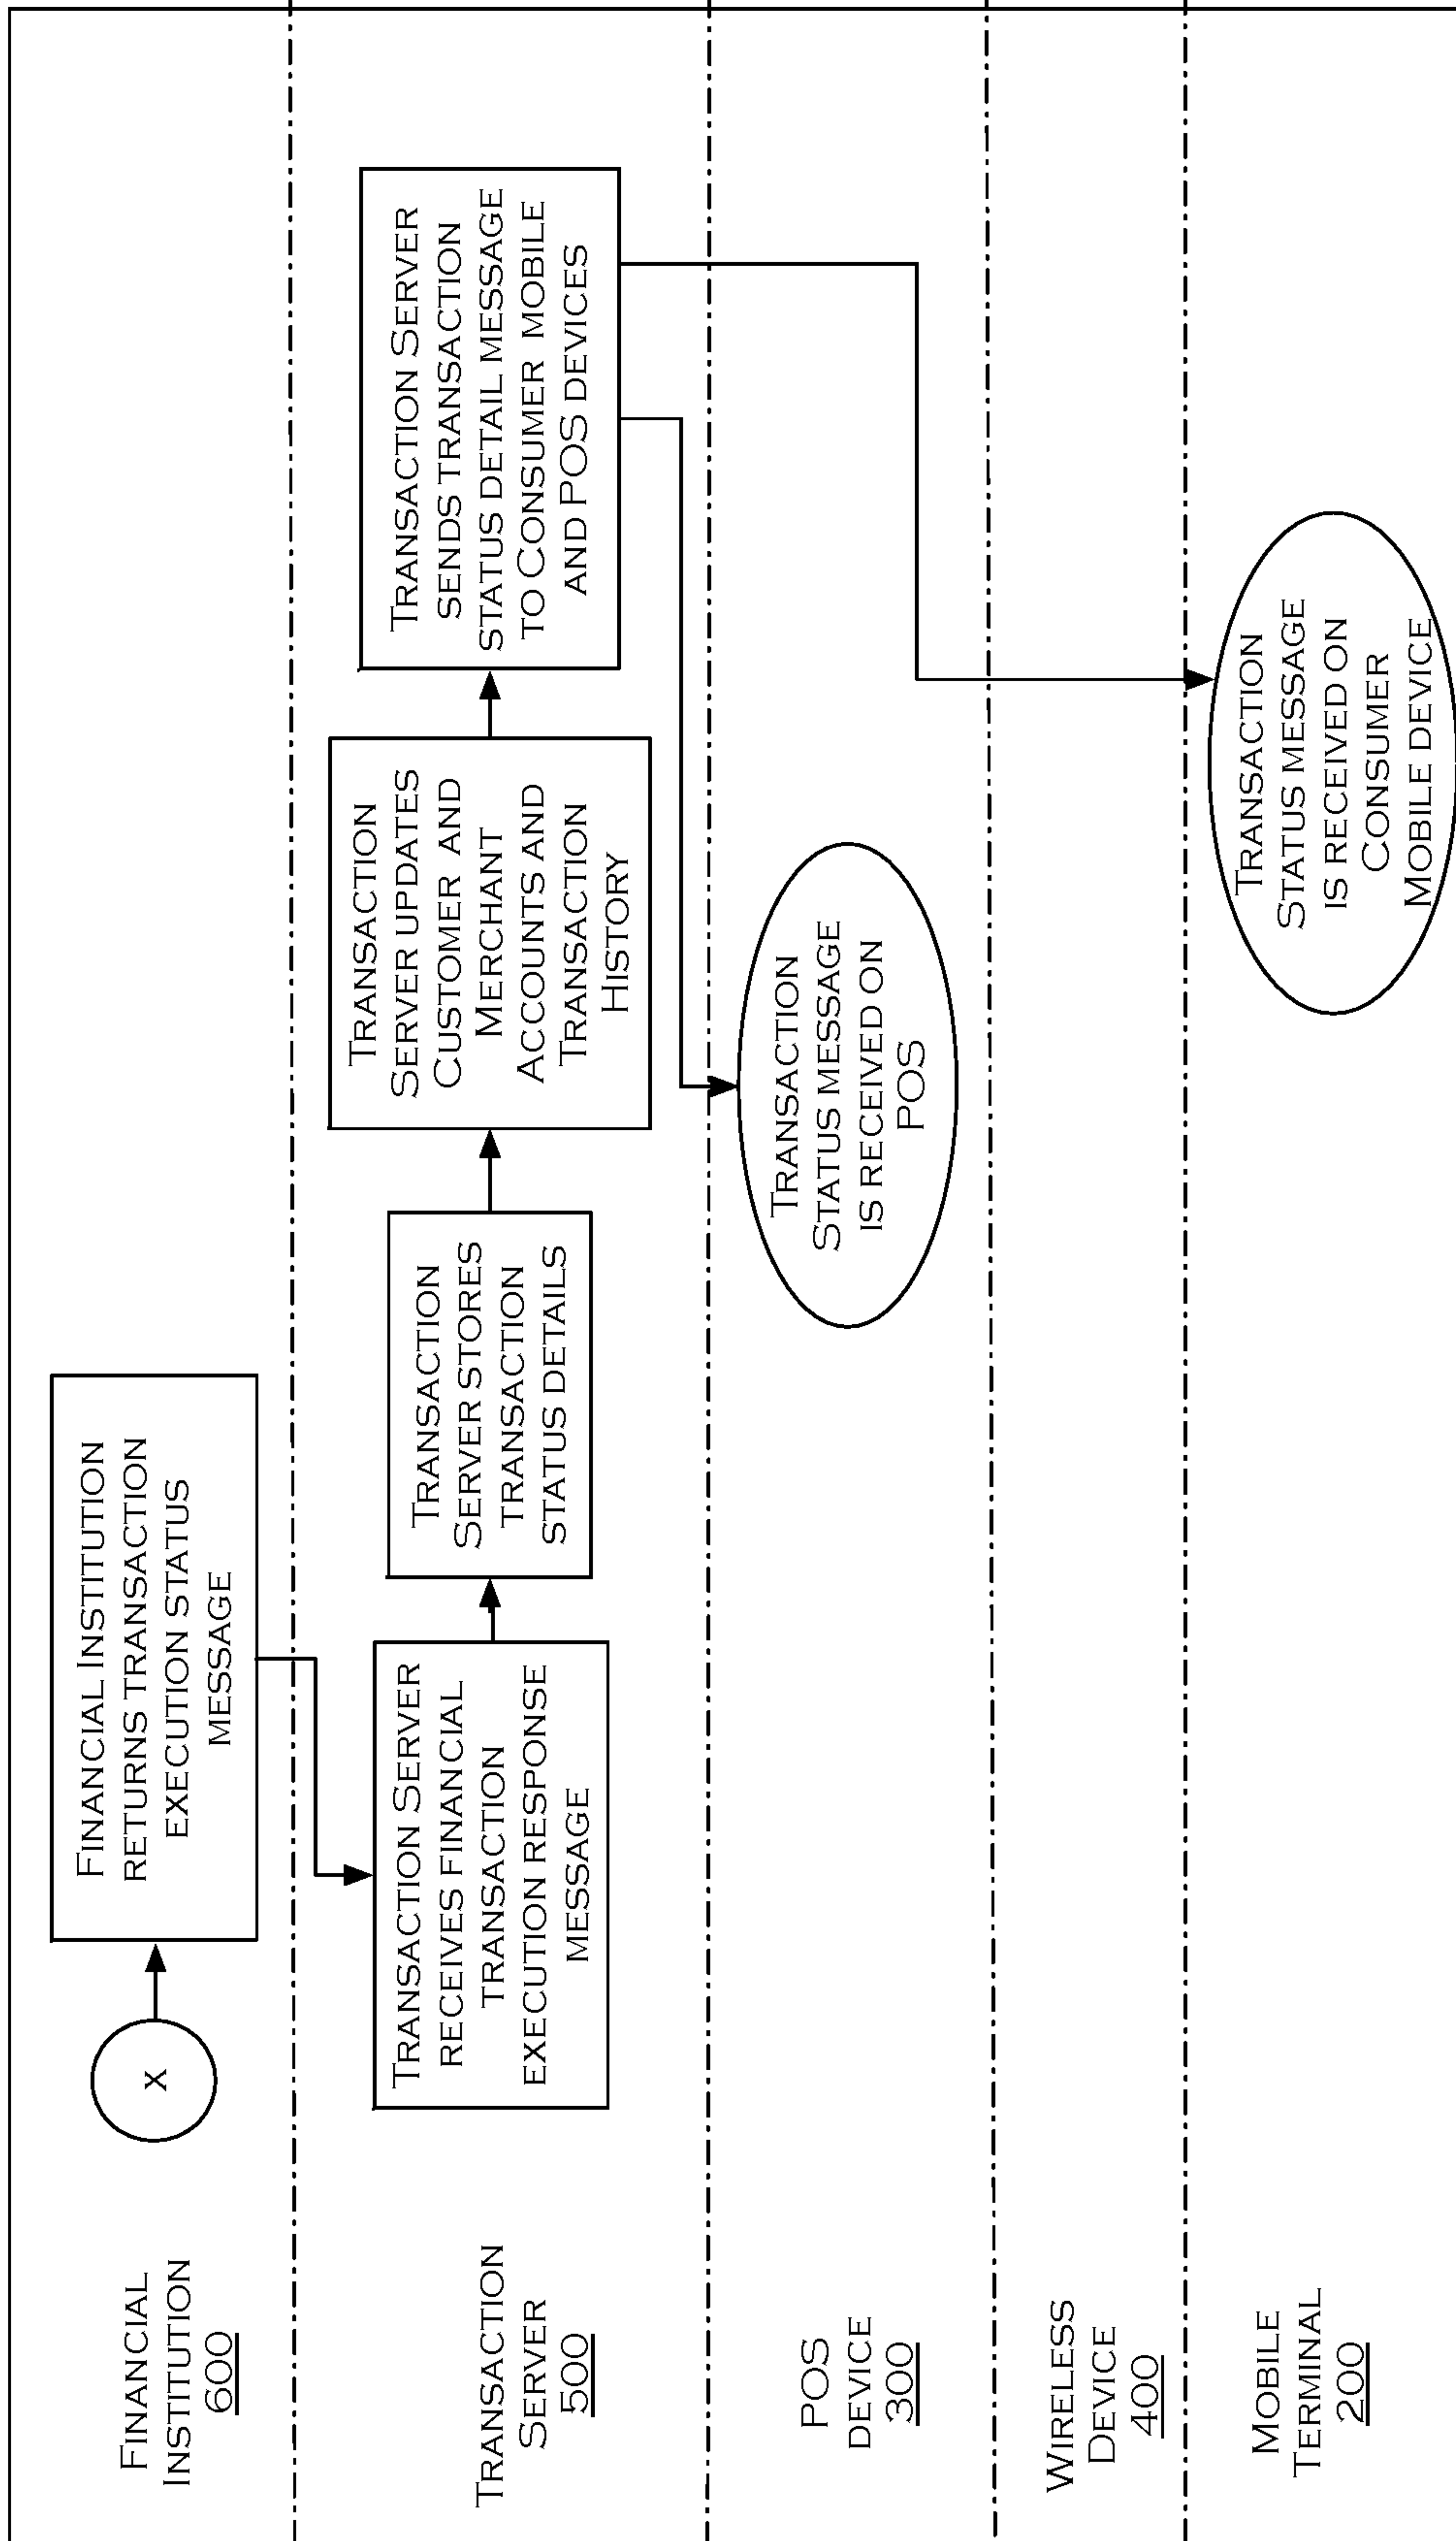 FINANCIAL
INSTITUTION
600
X
FINANCIAL INSTITUTION
RETURNS TRANSACTION
EXECUTION STATUS
MESSAGE
TRANSACTION
SERVER
500
TRANSACTION SERVER
RECEIVES FINANCIAL
TRANSACTION
EXECUTION RESPONSE
MESSAGE
TRANSACTION
SERVER STORES
TRANSACTION
STATUS DETAILS
TRANSACTION
SERVER UPDATES
CUSTOMER AND
MERCHANT
ACCOUNTS AND
TRANSACTION
HISTORY
TRANSACTION SERVER
SENDS TRANSACTION
STATUS DETAIL MESSAGE
TO CONSUMER MOBILE
AND POS DEVICES
POS
DEVICE
300
TRANSACTION
STATUS MESSAGE
IS RECEIVED ON
POS
WIRELESS
DEVICE
400
MOBILE
TERMINAL
200
TRANSACTION
STATUS MESSAGE
IS RECEIVED ON
CONSUMER
MOBILE DEVICE